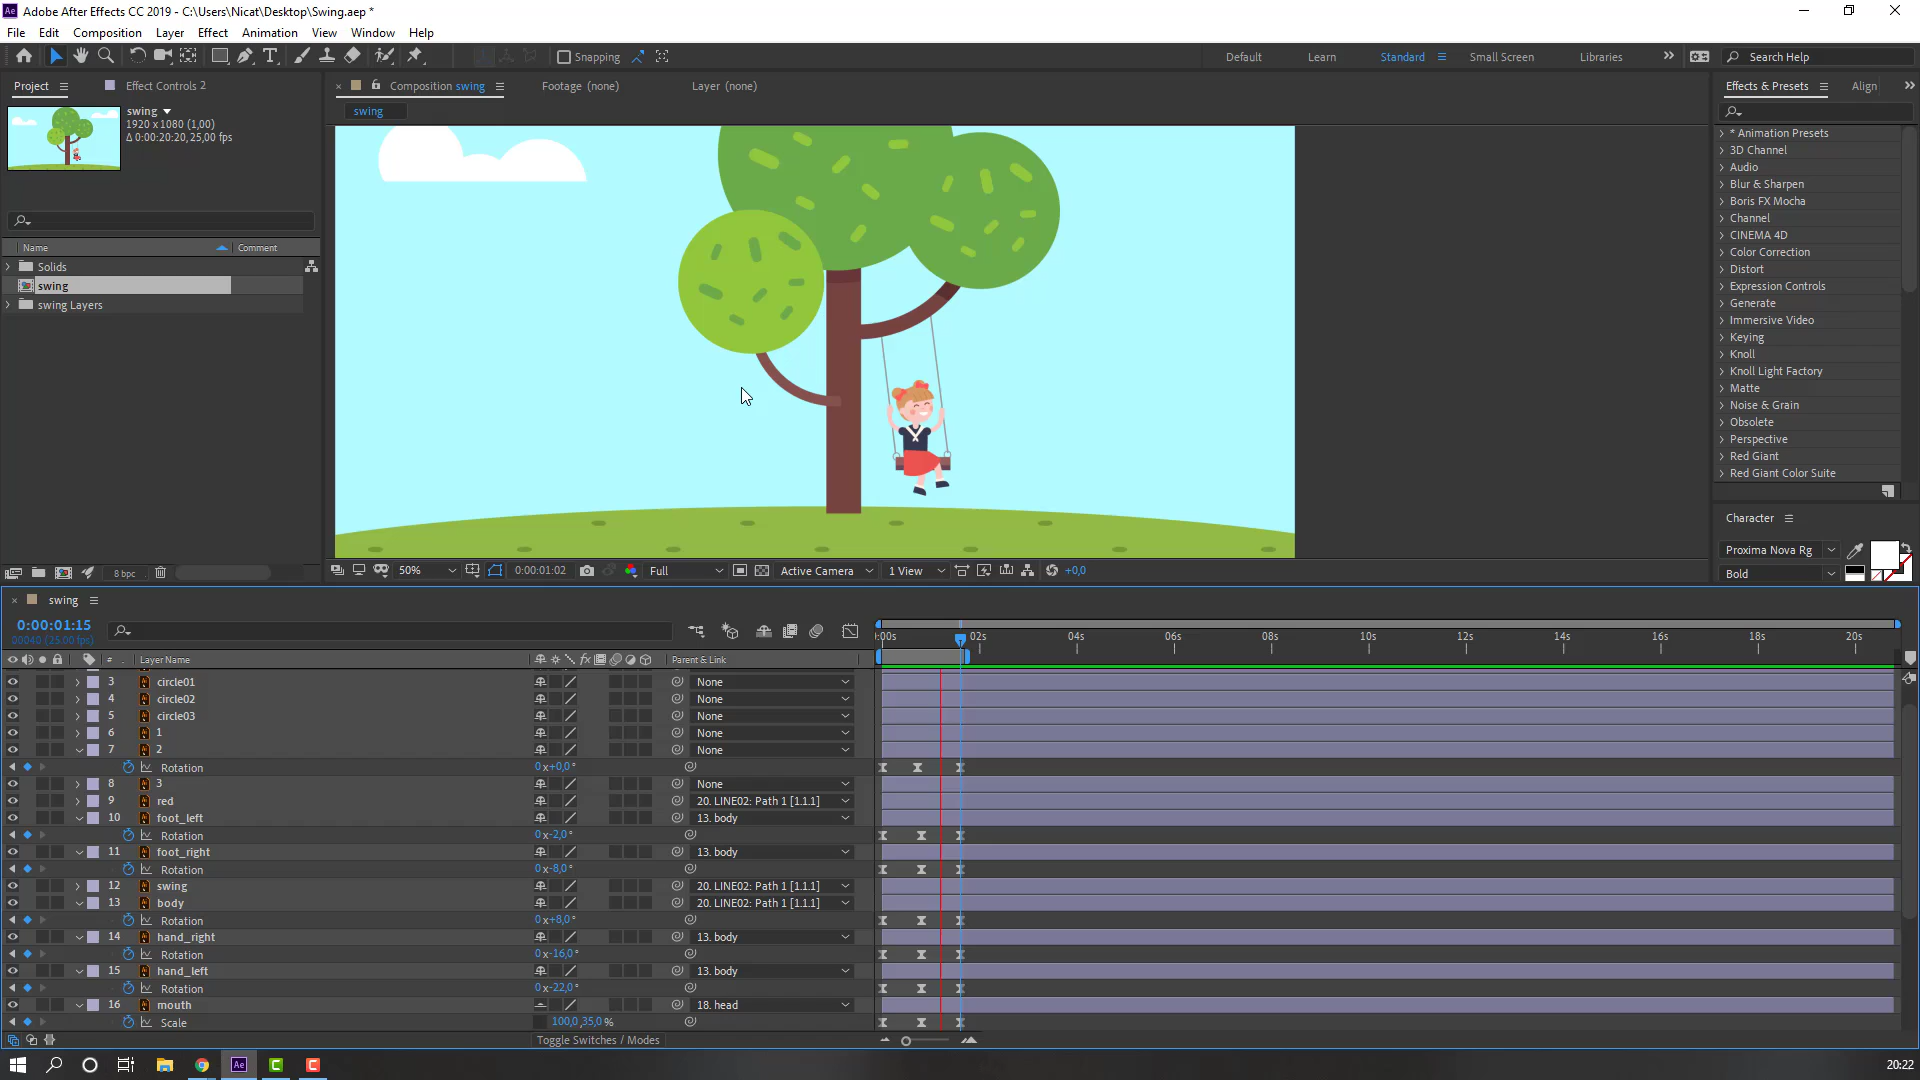 Adobe After Effects CC 2019 - C:\Users\Nicat\Desktop\Swing.aep *
File Edit Composition Layer Effect Animation View Window Help
Snapping Default Learn Standard Small Screen Libraries Search Help
Project Effect Controls 2 Composition swing Footage (none) Layer (none) Effects & Presets Align
swing
swing
1920 x 1080 (1,00)
Δ 0:00:20:20, 25,00 fps
Name Comment
Solids
swing
swing Layers
* Animation Presets
3D Channel
Audio
Blur & Sharpen
Boris FX Mocha
Channel
CINEMA 4D
Color Correction
Distort
Expression Controls
Generate
Immersive Video
Keying
Knoll
Knoll Light Factory
Matte
Noise & Grain
Obsolete
Perspective
Red Giant
Red Giant Color Suite
Character
Proxima Nova Rg
Bold
8 bpc 50% 0:00:01:02 Full Active Camera 1 View +0,0
swing
0:00:01:15
00040 (25.00 fps)
:00s 02s 04s 06s 08s 10s 12s 14s 16s 18s 20s
# Layer Name fx Parent & Link
3 circle01 None
4 circle02 None
5 circle03 None
6 1 None
7 2 None
Rotation 0x+0,0°
8 3 None
9 red 20. LINE02: Path 1 [1.1.1]
10 foot_left 13. body
Rotation 0x-2,0°
11 foot_right 13. body
Rotation 0x-8,0°
12 swing 20. LINE02: Path 1 [1.1.1]
13 body 20. LINE02: Path 1 [1.1.1]
Rotation 0x+8,0°
14 hand_right 13. body
Rotation 0x-16,0°
15 hand_left 13. body
Rotation 0x-22,0°
16 mouth 18. head
Scale 100,0,35,0%
Toggle Switches / Modes
20:22